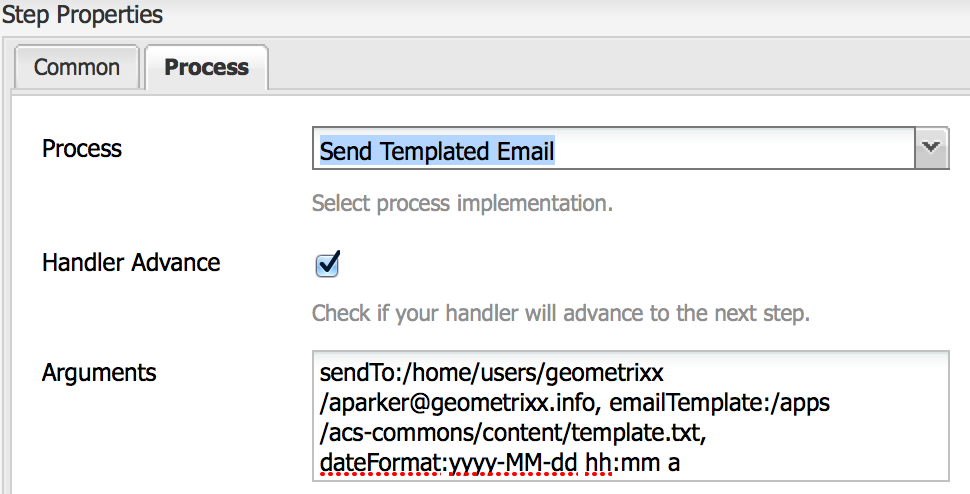 Step Properties
Common Process
Process Send Templated Email
Select process implementation.
Handler Advance
Check if your handler will advance to the next step.
Arguments sendTo:/home/users/geometrixx
/aparker@geometrixx.info, emailTemplate:/apps
/acs-commons/content/template.txt,
dateFormat:yyyy-MM-dd hh:mm a